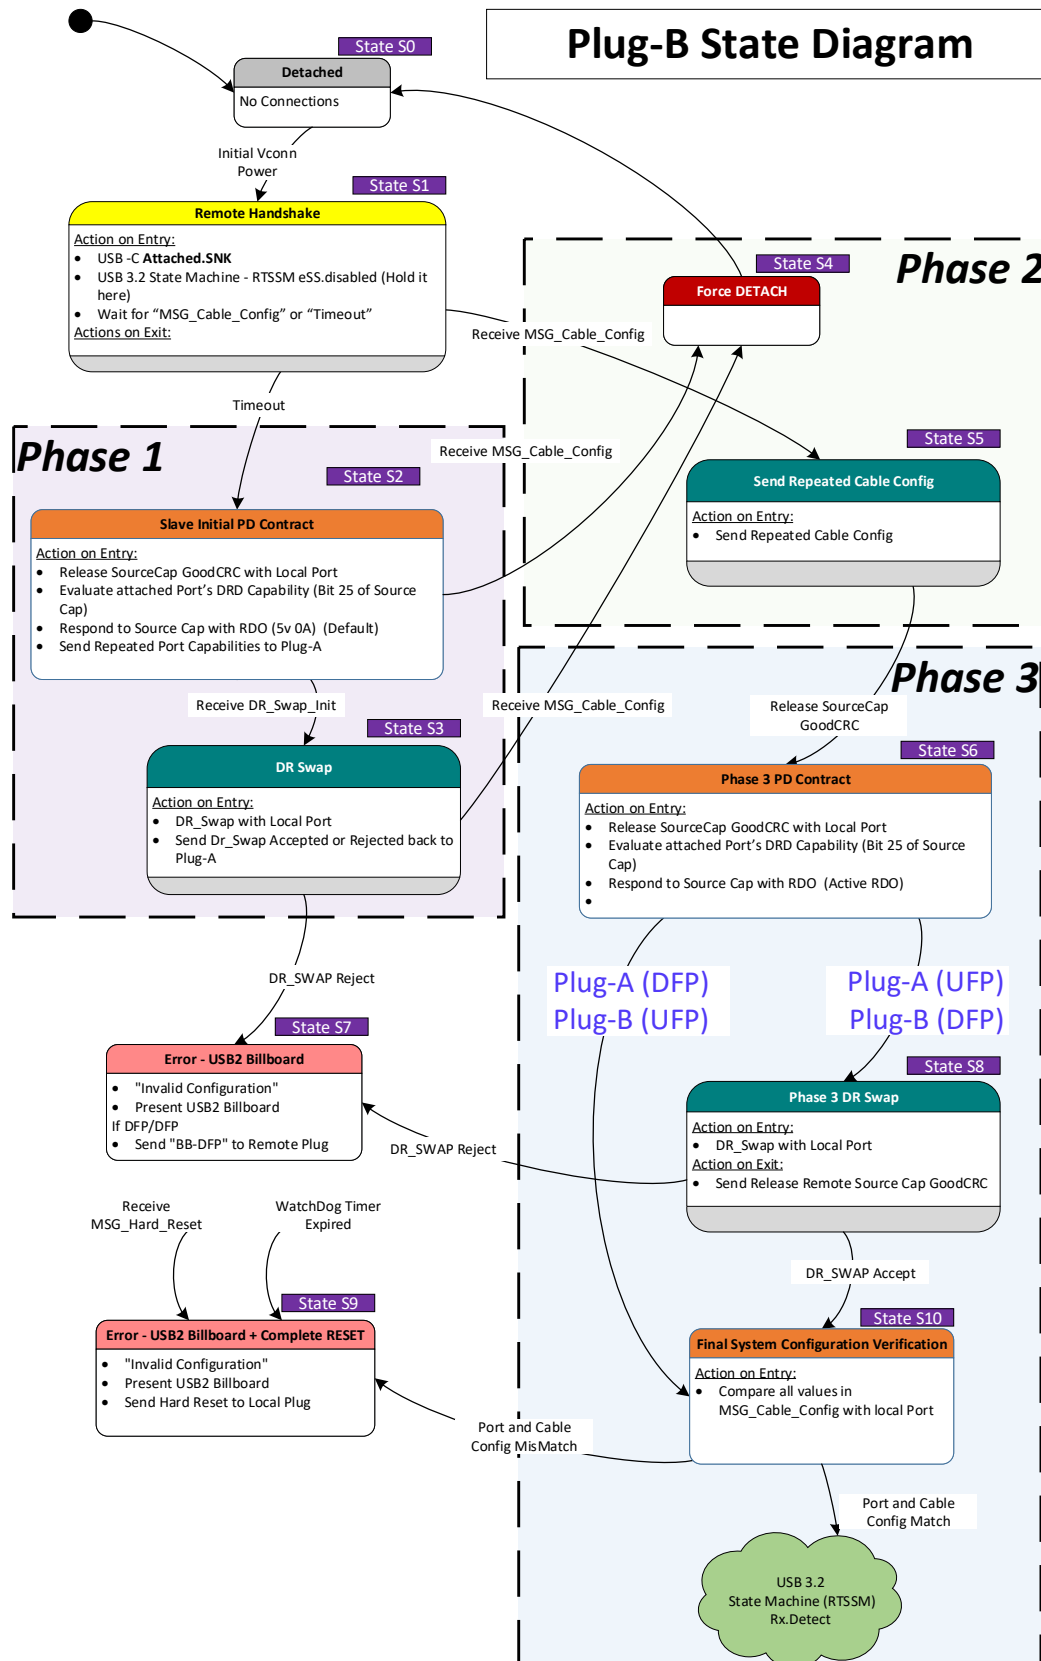 Plug-B State Diagram
State S0
Detached
No Connections
Initial Vconn
Power
State S1
Remote Handshake
Action on Entry:
• USB -C Attached.SNK
• USB 3.2 State Machine - RTSSM eSS.disabled (Hold it
here)
• Wait for “MSG_Cable_Config” or “Timeout”
Actions on Exit:
Timeout
Receive MSG_Cable_Config
Phase 2
State S4
Force DETACH
State S5
Send Repeated Cable Config
Action on Entry:
• Send Repeated Cable Config
Phase 1
Receive MSG_Cable_Config
State S2
Slave Initial PD Contract
Action on Entry:
• Release SourceCap GoodCRC with Local Port
• Evaluate attached Port’s DRD Capability (Bit 25 of Source
Cap)
• Respond to Source Cap with RDO (5v 0A) (Default)
• Send Repeated Port Capabilities to Plug-A
Receive DR_Swap_Init
Receive MSG_Cable_Config
State S3
DR Swap
Action on Entry:
• DR_Swap with Local Port
• Send Dr_Swap Accepted or Rejected back to
Plug-A
Phase 3
Release SourceCap
GoodCRC
State S6
Phase 3 PD Contract
Action on Entry:
• Release SourceCap GoodCRC with Local Port
• Evaluate attached Port’s DRD Capability (Bit 25 of Source
Cap)
• Respond to Source Cap with RDO (Active RDO)
•
Plug-A (DFP)
Plug-B (UFP)
Plug-A (UFP)
Plug-B (DFP)
DR_SWAP Reject
State S7
Error - USB2 Billboard
• "Invalid Configuration"
• Present USB2 Billboard
If DFP/DFP
• Send "BB-DFP" to Remote Plug
State S8
Phase 3 DR Swap
Action on Entry:
• DR_Swap with Local Port
Action on Exit:
• Send Release Remote Source Cap GoodCRC
DR_SWAP Reject
Receive
MSG_Hard_Reset
WatchDog Timer
Expired
DR_SWAP Accept
State S9
Error - USB2 Billboard + Complete RESET
• "Invalid Configuration"
• Present USB2 Billboard
• Send Hard Reset to Local Plug
State S10
Final System Configuration Verification
Action on Entry:
• Compare all values in
MSG_Cable_Config with local Port
Port and Cable
Config MisMatch
Port and Cable
Config Match
USB 3.2
State Machine (RTSSM)
Rx.Detect